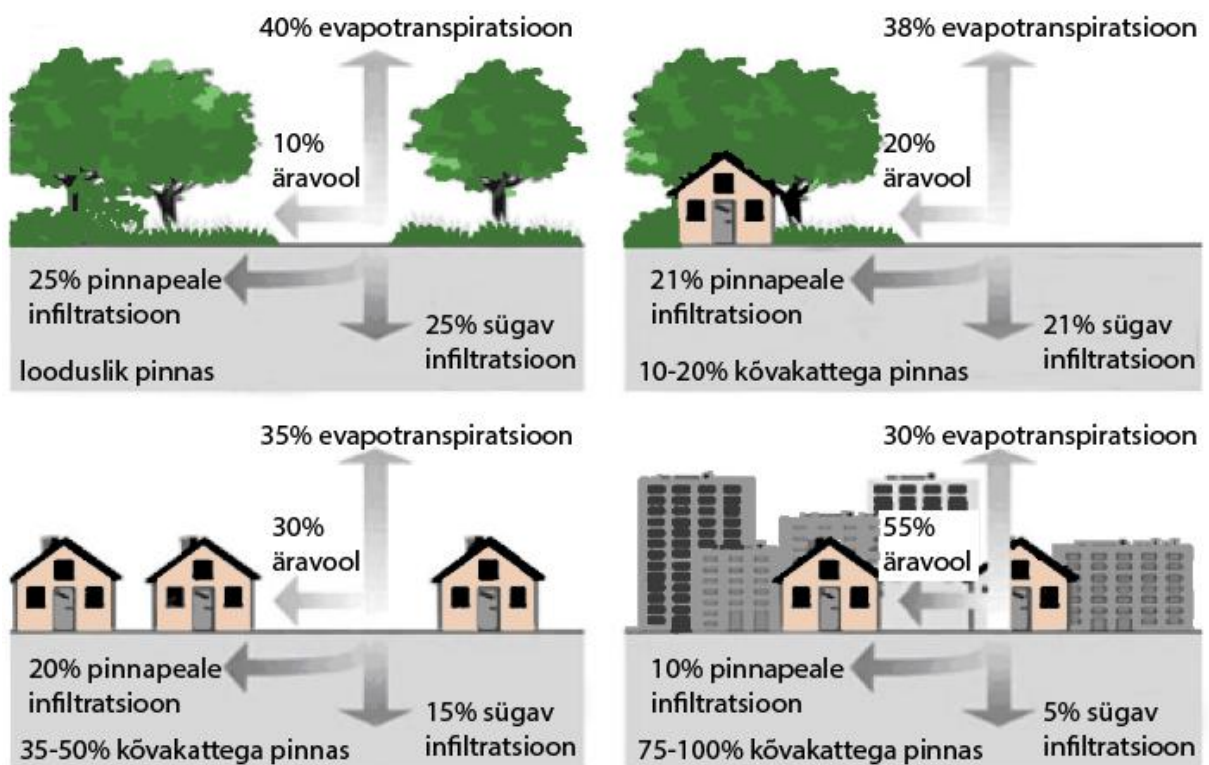 40% evapotranspiratsioon
10%
äravool
25% pinnapeale
infiltratsioon
25% sügav
infiltratsioon
looduslik pinnas
38% evapotranspiratsioon
20%
äravool
21% pinnapeale
infiltratsioon
21% sügav
infiltratsioon
10-20% kõvakattega pinnas
35% evapotranspiratsioon
30%
äravool
20% pinnapeale
infiltratsioon
15% sügav
infiltratsioon
35-50% kõvakattega pinnas
30% evapotranspiratsioon
55%
äravool
10% pinnapeale
infiltratsioon
5% sügav
infiltratsioon
75-100% kõvakattega pinnas